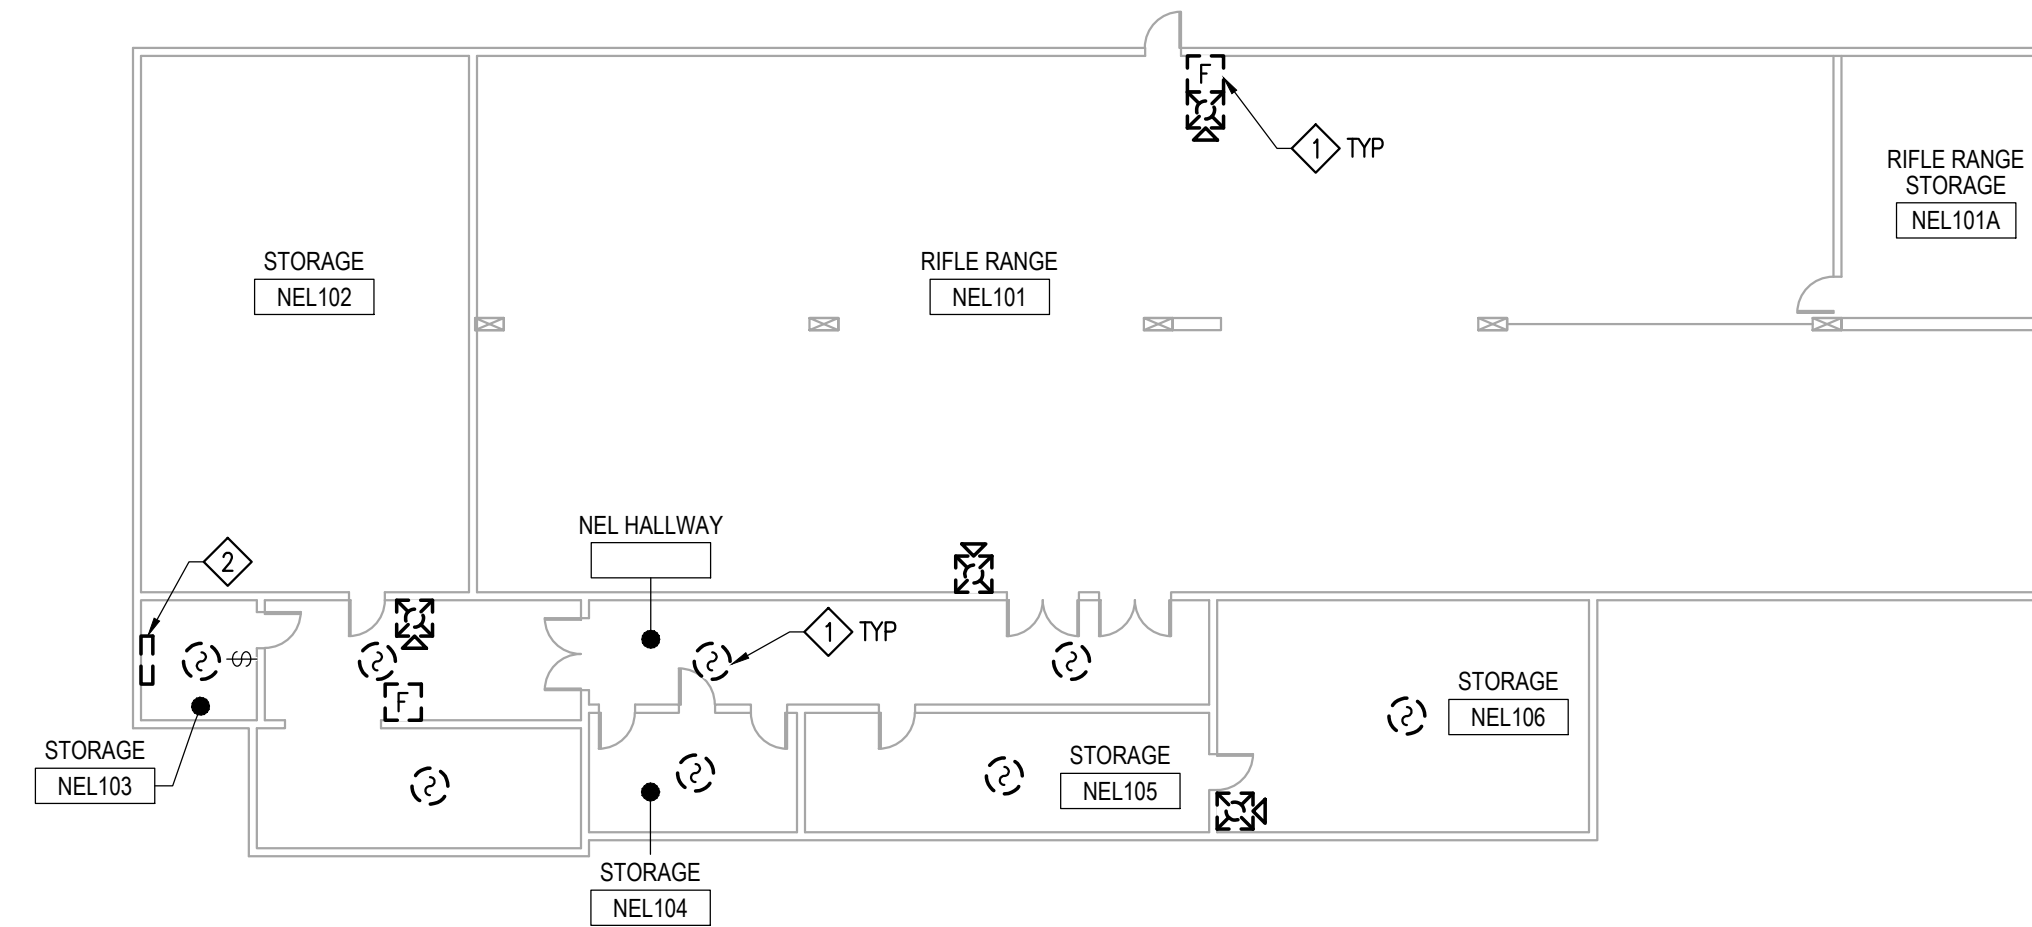 F
1 TYP
RIFLE RANGE
STORAGE
NEL101A
STORAGE
NEL102
RIFLE RANGE
NEL101
NEL HALLWAY
2
1 TYP
S
S
$
S
S
F
STORAGE
NEL106
S
STORAGE
NEL103
S
S
S
STORAGE
NEL105
STORAGE
NEL104